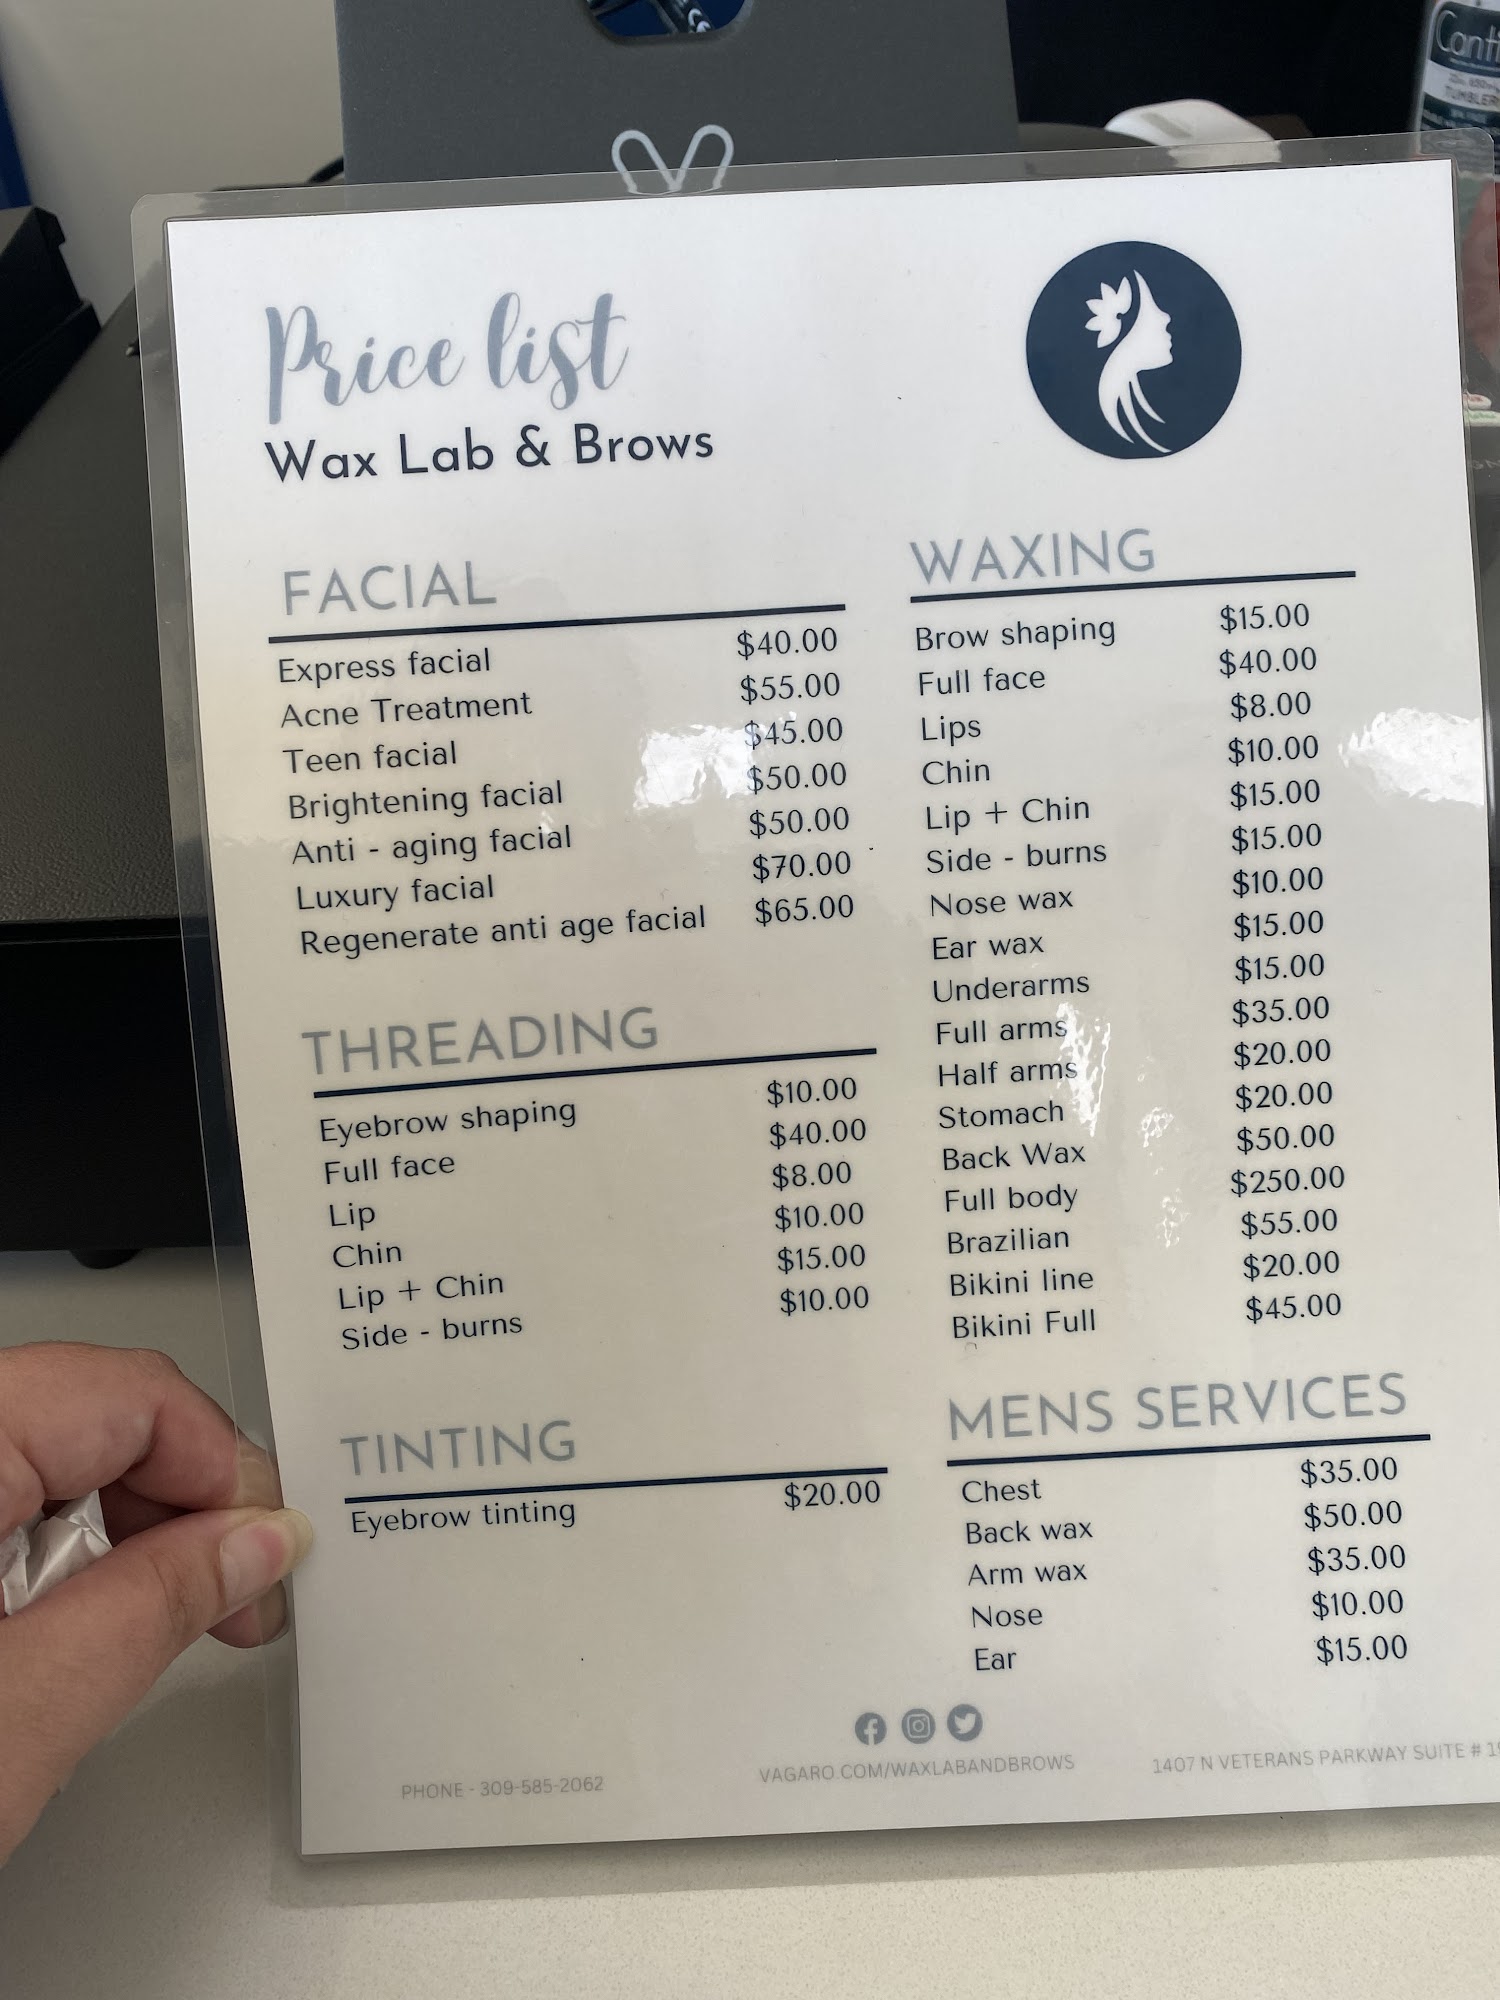 CE
Canti
TUMBLER
Price list
Wax Lab & Brows
FACIAL
Express facial $40.00
Acne Treatment $55.00
Teen facial $45.00
Brightening facial $50.00
Anti - aging facial $50.00
Luxury facial $70.00
Regenerate anti age facial $65.00
THREADING
Eyebrow shaping $10.00
Full face $40.00
Lip $8.00
Chin $10.00
Lip + Chin $15.00
Side - burns $10.00
TINTING
Eyebrow tinting $20.00
WAXING
Brow shaping $15.00
Full face $40.00
Lips $8.00
Chin $10.00
Lip + Chin $15.00
Side - burns $15.00
Nose wax $10.00
Ear wax $15.00
Underarms $15.00
Full arms $35.00
Half arms $20.00
Stomach $20.00
Back Wax $50.00
Full body $250.00
Brazilian $55.00
Bikini line $20.00
Bikini Full $45.00
MENS SERVICES
Chest $35.00
Back wax $50.00
Arm wax $35.00
Nose $10.00
Ear $15.00
PHONE - 309-585-2062
VAGARO.COM/WAXLABANDBROWS
1407 N VETERANS PARKWAY SUITE #